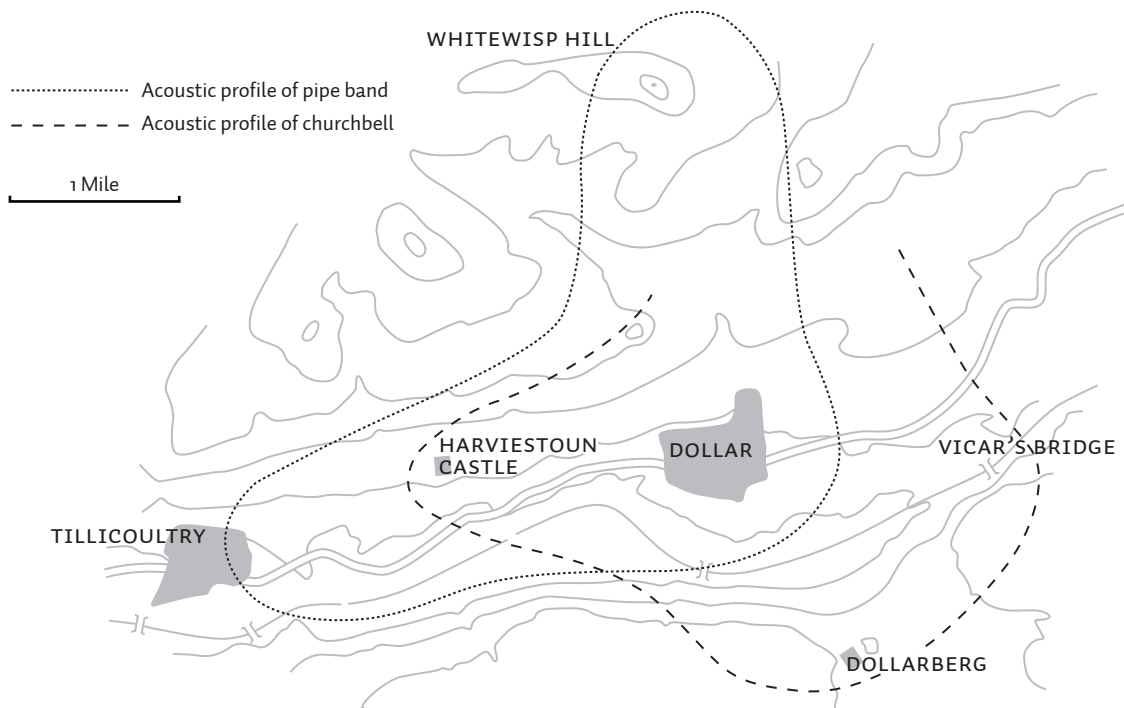 WHITEWISP HILL
Acoustic profile of pipe band
Acoustic profile of churchbell
1 Mile
HARVIESTOUN
CASTLE
DOLLAR
VICAR'S BRIDGE
TILLICOULTRY
DOLLARBERG